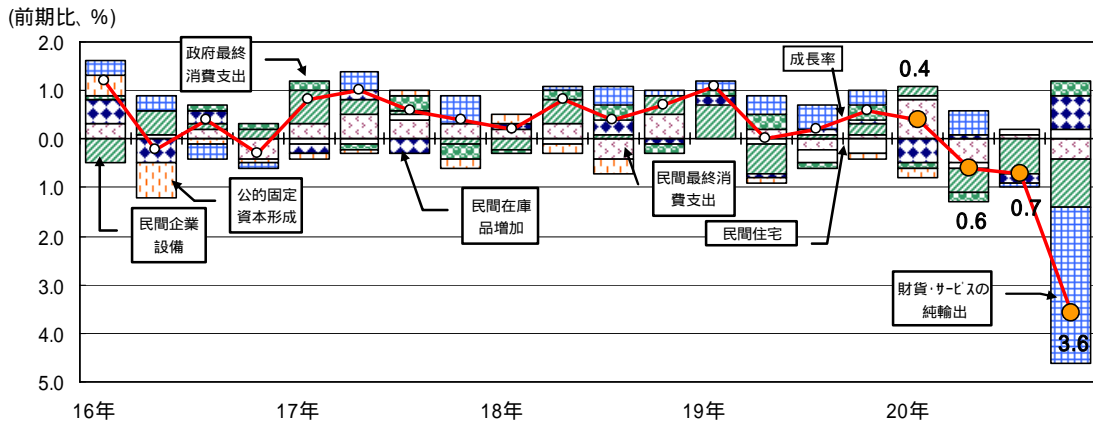 (前期比、%)
2.0
1.0
0.0
1.0
2.0
3.0
4.0
5.0
政府最終
消費支出
民間企業
設備
公的固定
資本形成
民間在庫
品増加
民間最終消
費支出
成長率
民間住宅
財貨・サービスの
純輸出
0.4
0.6
0.7
3.6
16年
17年
18年
19年
20年